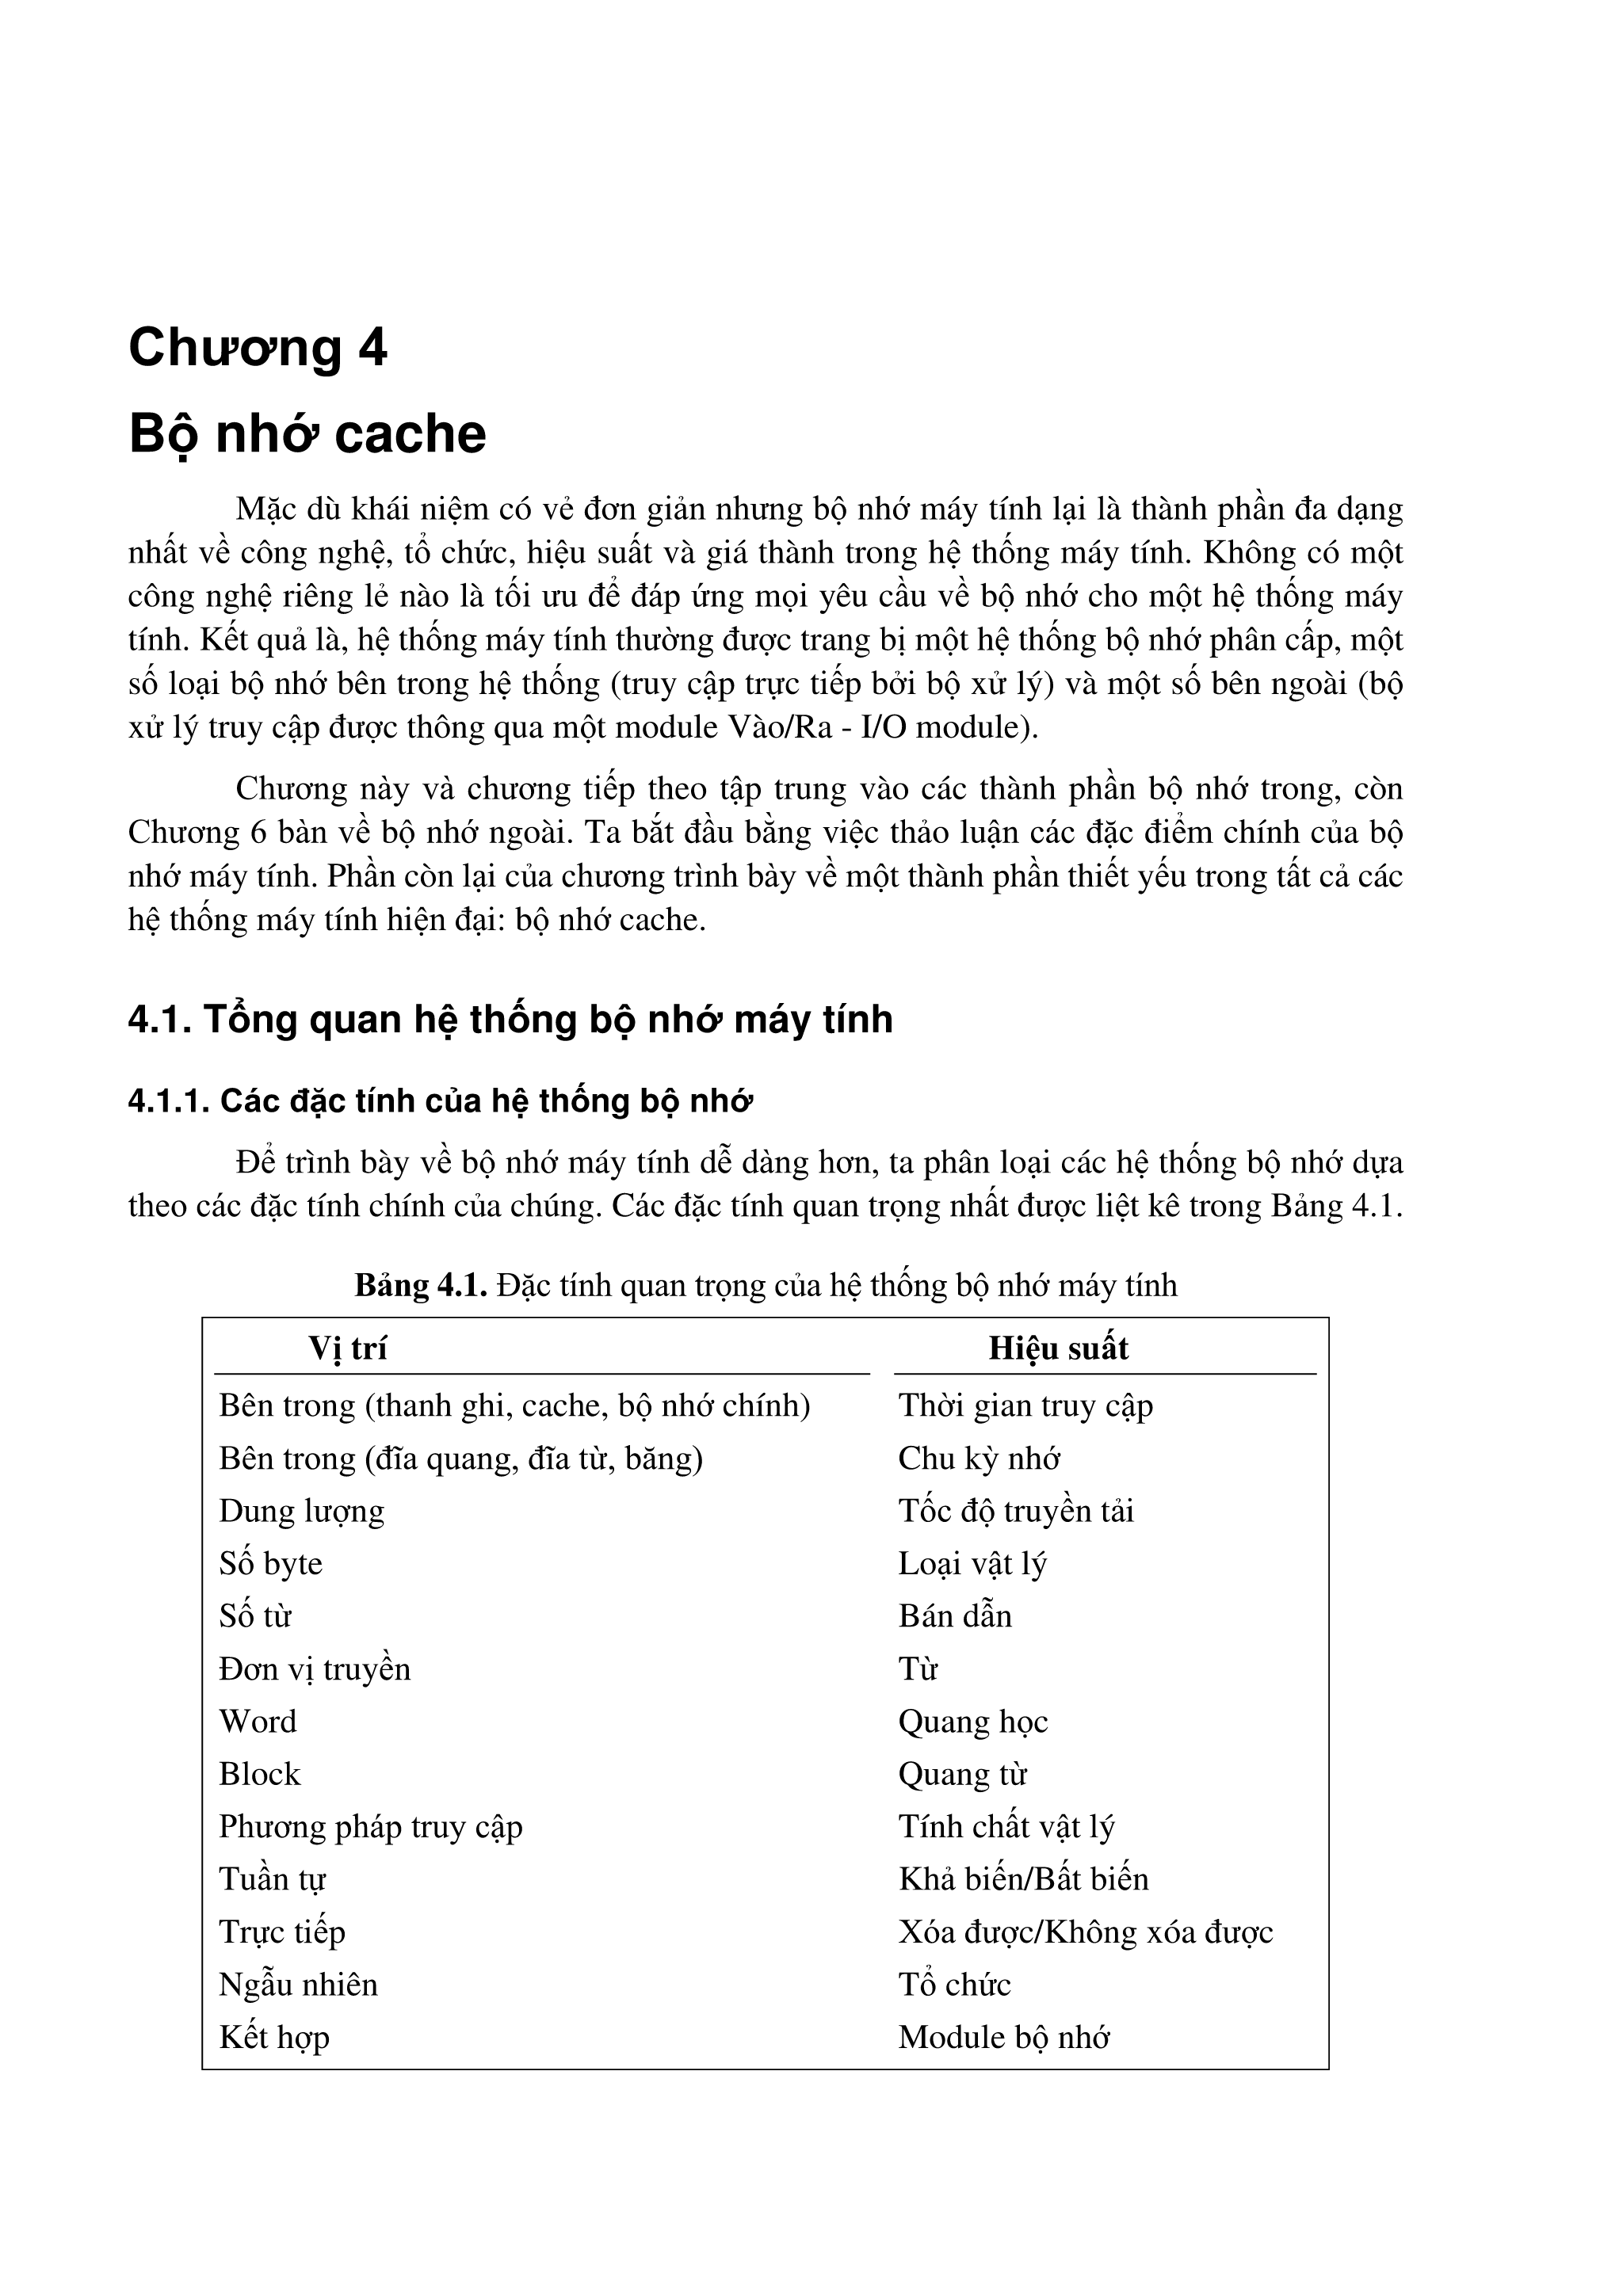 Chương 4
Bộ nhớ cache
Mặc dù khái niệm có vẻ đơn giản nhưng bộ nhớ máy tính lại là thành phần đa dạng
nhất về công nghệ, tổ chức, hiệu suất và giá thành trong hệ thống máy tính. Không có một
công nghệ riêng lẻ nào là tối ưu để đáp ứng mọi yêu cầu về bộ nhớ cho một hệ thống máy
tính. Kết quả là, hệ thống máy tính thường được trang bị một hệ thống bộ nhớ phân cấp, một
số loại bộ nhớ bên trong hệ thống (truy cập trực tiếp bởi bộ xử lý) và một số bên ngoài (bộ
xử lý truy cập được thông qua một module Vào/Ra - I/O module).
Chương này và chương tiếp theo tập trung vào các thành phần bộ nhớ trong, còn
Chương 6 bàn về bộ nhớ ngoài. Ta bắt đầu bằng việc thảo luận các đặc điểm chính của bộ
nhớ máy tính. Phần còn lại của chương trình bày về một thành phần thiết yếu trong tất cả các
hệ thống máy tính hiện đại: bộ nhớ cache.
4.1. Tổng quan hệ thống bộ nhớ máy tính
4.1.1. Các đặc tính của hệ thống bộ nhớ
Để trình bày về bộ nhớ máy tính dễ dàng hơn, ta phân loại các hệ thống bộ nhớ dựa
theo các đặc tính chính của chúng. Các đặc tính quan trọng nhất được liệt kê trong Bảng 4.1.
Bảng 4.1. Đặc tính quan trọng của hệ thống bộ nhớ máy tính
Vị trí Hiệu suất
Bên trong (thanh ghi, cache, bộ nhớ chính) Thời gian truy cập
Bên trong (đĩa quang, đĩa từ, băng) Chu kỳ nhớ
Dung lượng Tốc độ truyền tải
Số byte Loại vật lý
Số từ Bán dẫn
Đơn vị truyền Từ
Word Quang học
Block Quang từ
Phương pháp truy cập Tính chất vật lý
Tuần tự Khả biến/Bất biến
Trực tiếp Xóa được/Không xóa được
Ngẫu nhiên Tổ chức
Kết hợp Module bộ nhớ